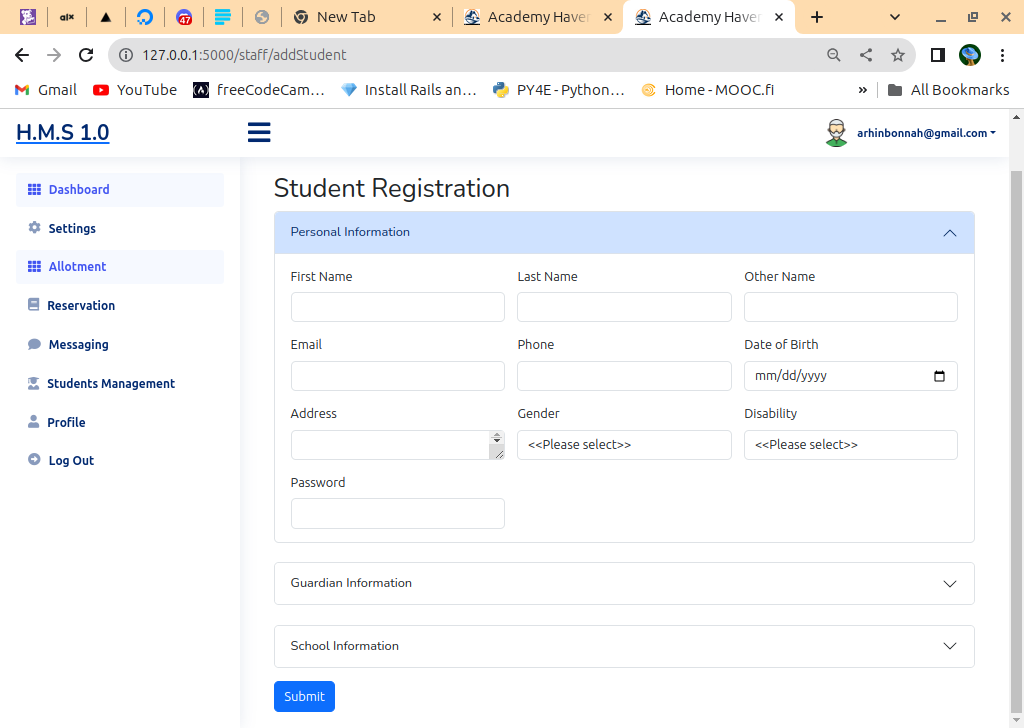 alx
47
New Tab
Academy Haven
Academy Haven
127.0.0.1:5000/staff/addStudent
Gmail
YouTube
freeCodeCam...
Install Rails an...
PY4E - Python...
Home - MOOC.fi
»
All Bookmarks
H.M.S 1.0
arhinbonnah@gmail.com
Dashboard
Settings
Allotment
Reservation
Messaging
Students Management
Profile
Log Out
Student Registration
Personal Information
First Name Last Name Other Name
Email Phone Date of Birth
mm/dd/yyyy
Address Gender Disability
<<Please select>> <<Please select>>
Password
Guardian Information
School Information
Submit